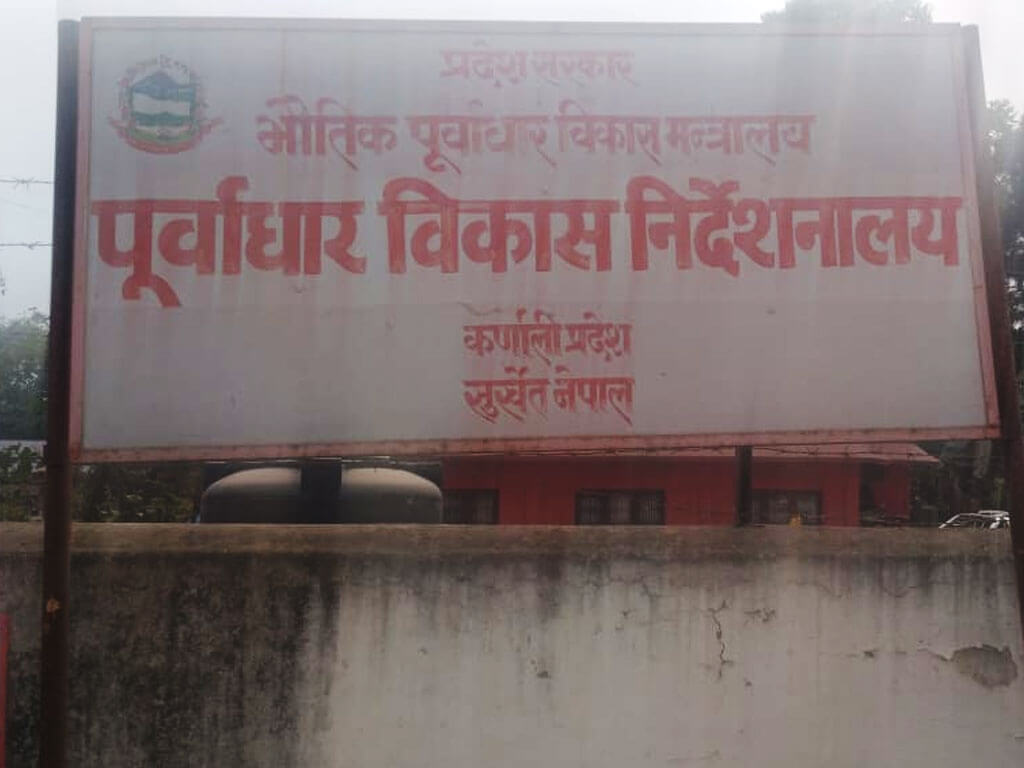 प्रदेश सरकार
भौतिक पूर्वाधार विकास मन्त्रालय
पूर्वाधार विकास निर्देशनालय
कर्णाली प्रदेश
सुर्खेत नेपाल